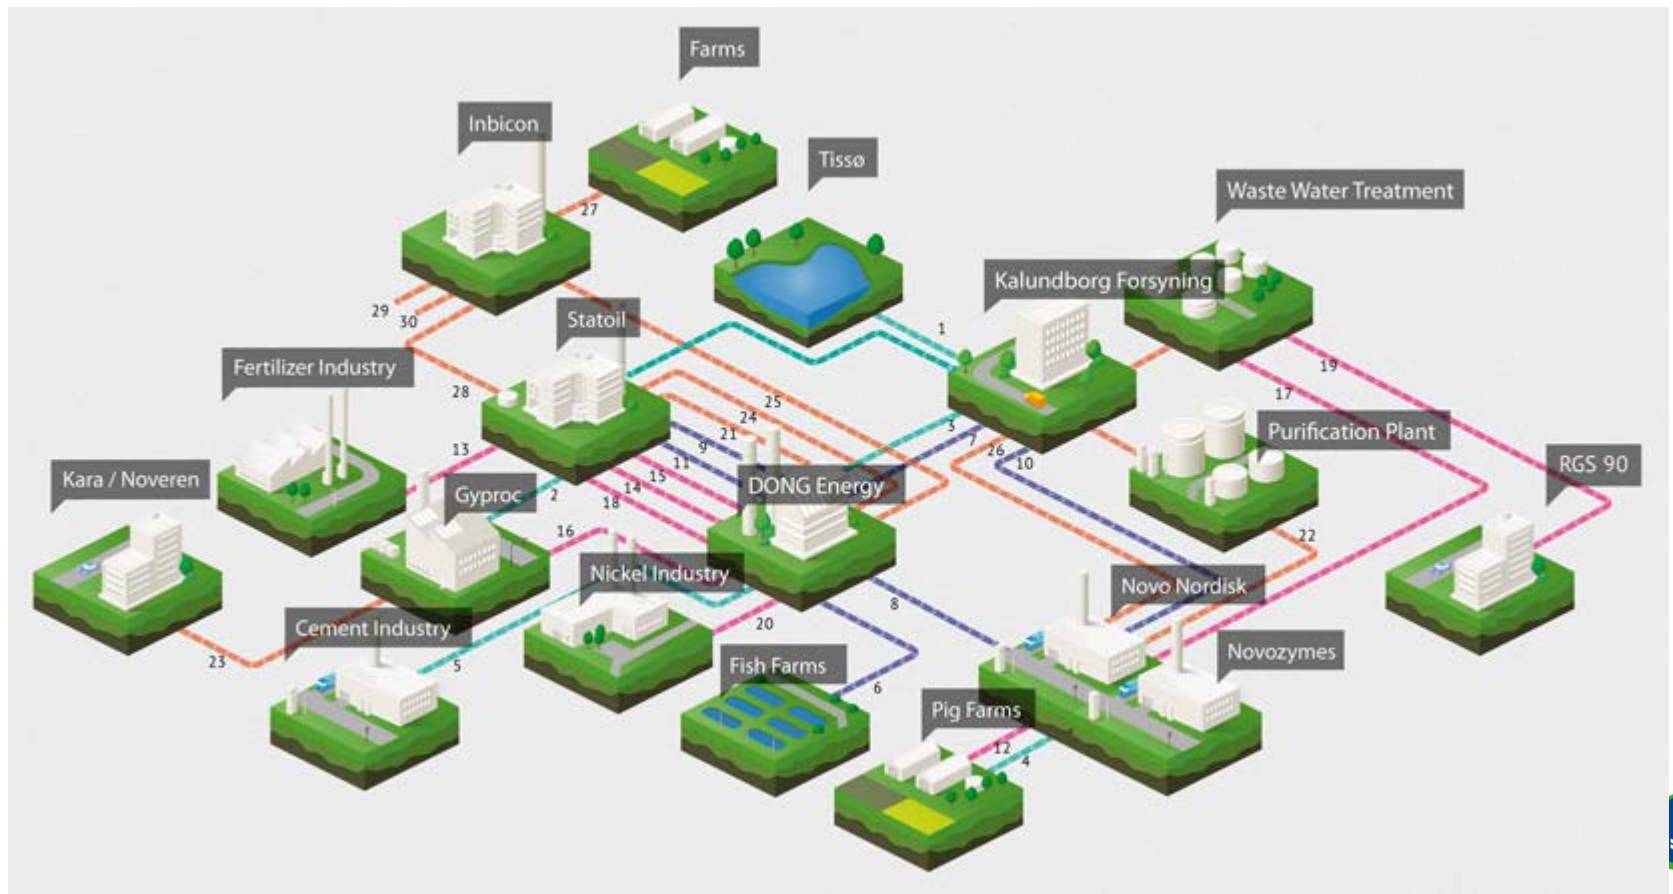 Farms
Inbicon
Tissø
Waste Water Treatment
27
Kalundborg Forsyning
29
30
Statoil
1
19
Fertilizer Industry
28
25
17
24
3
21
7
Purification Plant
9
26
13
11
10
RGS 90
Kara / Noveren
15
DONG Energy
Gyproc
2
14
18
16
22
Nickel Industry
Novo Nordisk
8
Cement Industry
20
23
5
Fish Farms
Novozymes
6
Pig Farms
12
4